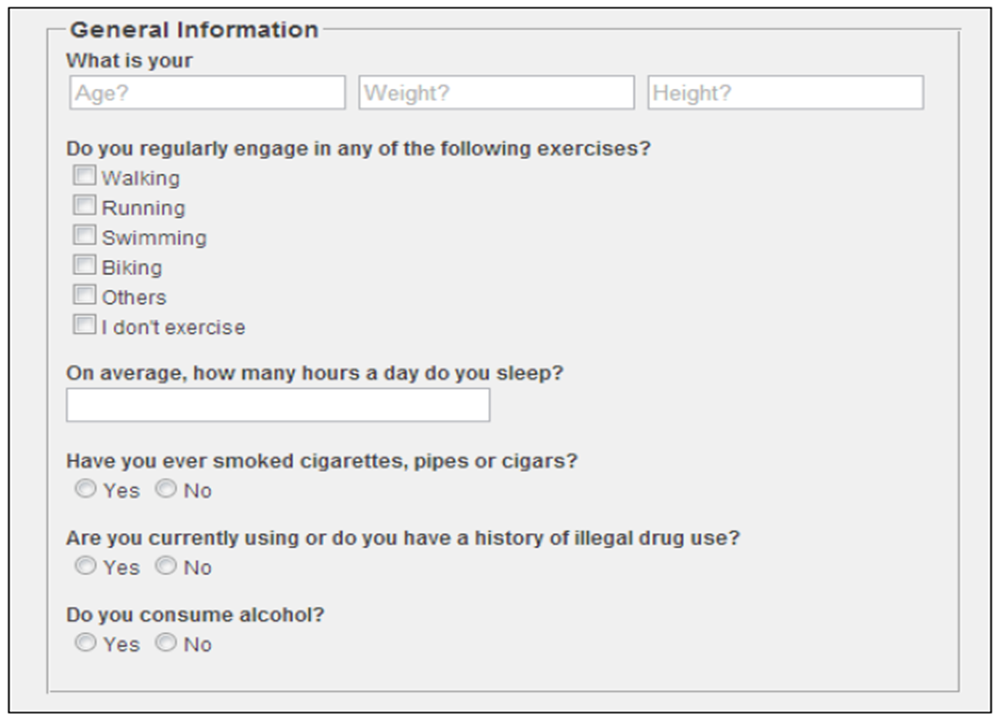 General Information
What is your
Age? Weight? Height?
Do you regularly engage in any of the following exercises?
Walking
Running
Swimming
Biking
Others
I don't exercise
On average, how many hours a day do you sleep?
Have you ever smoked cigarettes, pipes or cigars?
Yes No
Are you currently using or do you have a history of illegal drug use?
Yes No
Do you consume alcohol?
Yes No